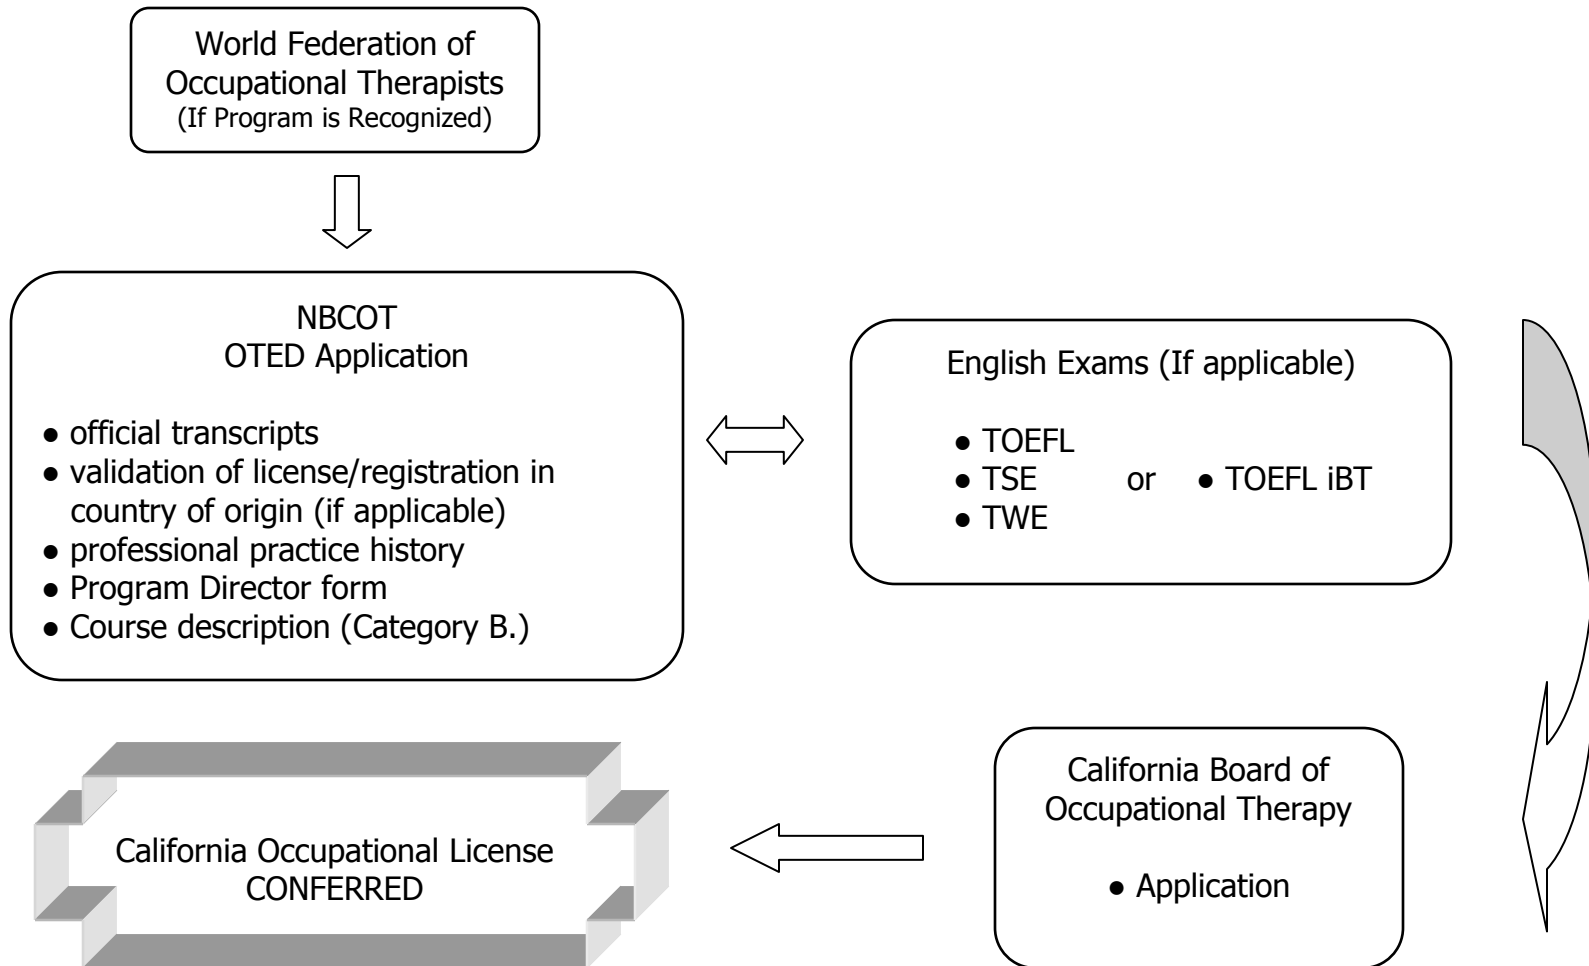 World Federation of
Occupational Therapists
(If Program is Recognized)
NBCOT
OTED Application
● official transcripts
● validation of license/registration in
country of origin (if applicable)
● professional practice history
● Program Director form
● Course description (Category B.)
English Exams (If applicable)
● TOEFL
● TSE or ● TOEFL iBT
● TWE
California Board of
Occupational Therapy
● Application
California Occupational License
CONFERRED